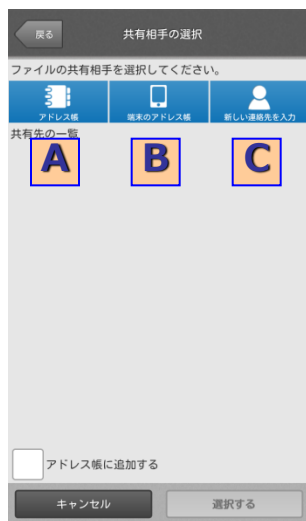 戻る 共有相手の選択
ファイルの共有相手を選択してください。
アドレス帳 端末のアドレス帳 新しい連絡先を入力
共有先の一覧
A B C
アドレス帳に追加する
キャンセル 選択する